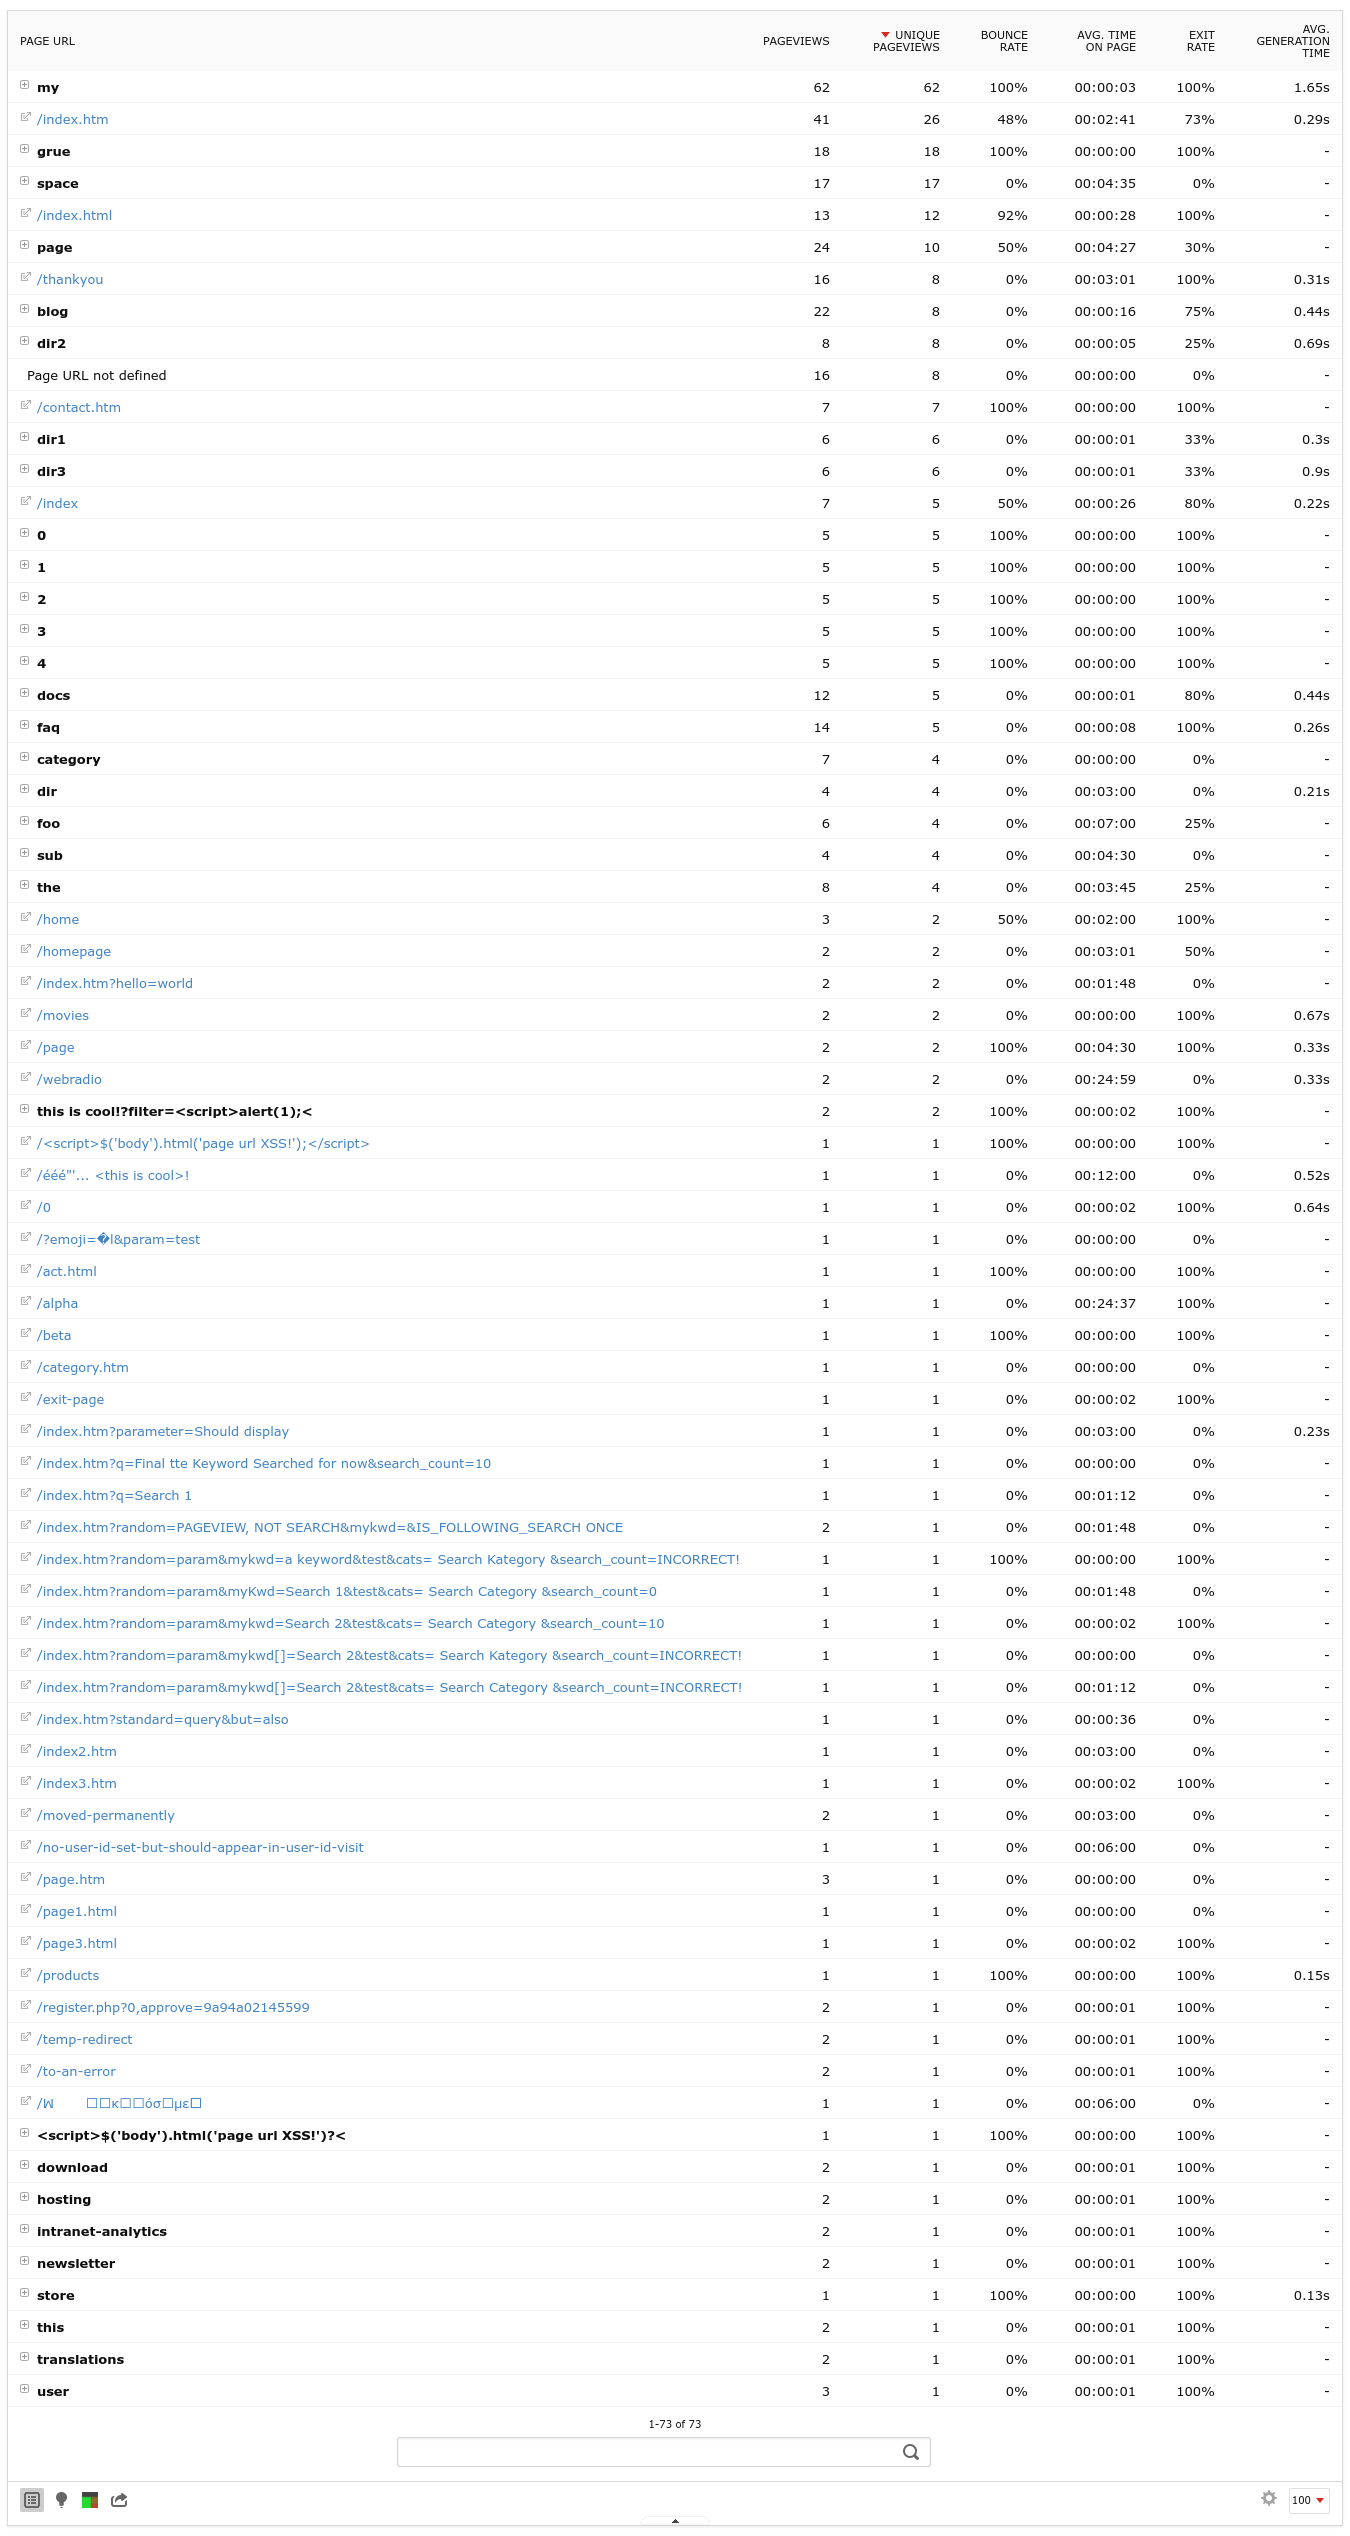 PAGE URL PAGEVIEWS UNIQUE PAGEVIEWS BOUNCE RATE AVG. TIME ON PAGE EXIT RATE AVG. GENERATION TIME
my 62 62 100% 00:00:03 100% 1.65s
/index.htm 41 26 48% 00:02:41 73% 0.29s
grue 18 18 100% 00:00:00 100% -
space 17 17 0% 00:04:35 0% -
/index.html 13 12 92% 00:00:28 100% -
page 24 10 50% 00:04:27 30% -
/thankyou 16 8 0% 00:03:01 100% 0.31s
blog 22 8 0% 00:00:16 75% 0.44s
dir2 8 8 0% 00:00:05 25% 0.69s
Page URL not defined 16 8 0% 00:00:00 0% -
/contact.htm 7 7 100% 00:00:00 100% -
dir1 6 6 0% 00:00:01 33% 0.3s
dir3 6 6 0% 00:00:01 33% 0.9s
/index 7 5 50% 00:00:26 80% 0.22s
0 5 5 100% 00:00:00 100% -
1 5 5 100% 00:00:00 100% -
2 5 5 100% 00:00:00 100% -
3 5 5 100% 00:00:00 100% -
4 5 5 100% 00:00:00 100% -
docs 12 5 0% 00:00:01 80% 0.44s
faq 14 5 0% 00:00:08 100% 0.26s
category 7 4 0% 00:00:00 0% -
dir 4 4 0% 00:03:00 0% 0.21s
foo 6 4 0% 00:07:00 25% -
sub 4 4 0% 00:04:30 0% -
the 8 4 0% 00:03:45 25% -
/home 3 2 50% 00:02:00 100% -
/homepage 2 2 0% 00:03:01 50% -
/index.htm?hello=world 2 2 0% 00:01:48 0% -
/movies 2 2 0% 00:00:00 100% 0.67s
/page 2 2 100% 00:04:30 100% 0.33s
/webradio 2 2 0% 00:24:59 0% 0.33s
this is cool!?filter=<script>alert(1);< 2 2 100% 00:00:02 100% -
/<script>$('body').html('page url XSS!');</script> 1 1 100% 00:00:00 100% -
/ééé"'... <this is cool>! 1 1 0% 00:12:00 0% 0.52s
/0 1 1 0% 00:00:02 100% 0.64s
/?emoji=�l&param=test 1 1 0% 00:00:00 0% -
/act.html 1 1 100% 00:00:00 100% -
/alpha 1 1 0% 00:24:37 100% -
/beta 1 1 100% 00:00:00 100% -
/category.htm 1 1 0% 00:00:00 0% -
/exit-page 1 1 0% 00:00:02 100% -
/index.htm?parameter=Should display 1 1 0% 00:03:00 0% 0.23s
/index.htm?q=Final tte Keyword Searched for now&search_count=10 1 1 0% 00:00:00 0% -
/index.htm?q=Search 1 1 1 0% 00:01:12 0% -
/index.htm?random=PAGEVIEW, NOT SEARCH&mykwd=&IS_FOLLOWING_SEARCH ONCE 2 1 0% 00:01:48 0% -
/index.htm?random=param&mykwd=a keyword&test&cats= Search Kategory &search_count=INCORRECT! 1 1 100% 00:00:00 100% -
/index.htm?random=param&myKwd=Search 1&test&cats= Search Category &search_count=0 1 1 0% 00:01:48 0% -
/index.htm?random=param&mykwd=Search 2&test&cats= Search Category &search_count=10 1 1 0% 00:00:02 100% -
/index.htm?random=param&mykwd[]=Search 2&test&cats= Search Kategory &search_count=INCORRECT! 1 1 0% 00:00:00 0% -
/index.htm?random=param&mykwd[]=Search 2&test&cats= Search Category &search_count=INCORRECT! 1 1 0% 00:01:12 0% -
/index.htm?standard=query&but=also 1 1 0% 00:00:36 0% -
/index2.htm 1 1 0% 00:03:00 0% -
/index3.htm 1 1 0% 00:00:02 100% -
/moved-permanently 2 1 0% 00:03:00 0% -
/no-user-id-set-but-should-appear-in-user-id-visit 1 1 0% 00:06:00 0% -
/page.htm 3 1 0% 00:00:00 0% -
/page1.html 1 1 0% 00:00:00 0% -
/page3.html 1 1 0% 00:00:02 100% -
/products 1 1 100% 00:00:00 100% 0.15s
/register.php?0,approve=9a94a02145599 2 1 0% 00:00:01 100% -
/temp-redirect 2 1 0% 00:00:01 100% -
/to-an-error 2 1 0% 00:00:01 100% -
1 1 0% 00:06:00 0% -
<script>$('body').html('page url XSS!')?< 1 1 100% 00:00:00 100% -
download 2 1 0% 00:00:01 100% -
hosting 2 1 0% 00:00:01 100% -
intranet-analytics 2 1 0% 00:00:01 100% -
newsletter 2 1 0% 00:00:01 100% -
store 1 1 100% 00:00:00 100% 0.13s
this 2 1 0% 00:00:01 100% -
translations 2 1 0% 00:00:01 100% -
user 3 1 0% 00:00:01 100% -
1-73 of 73
100